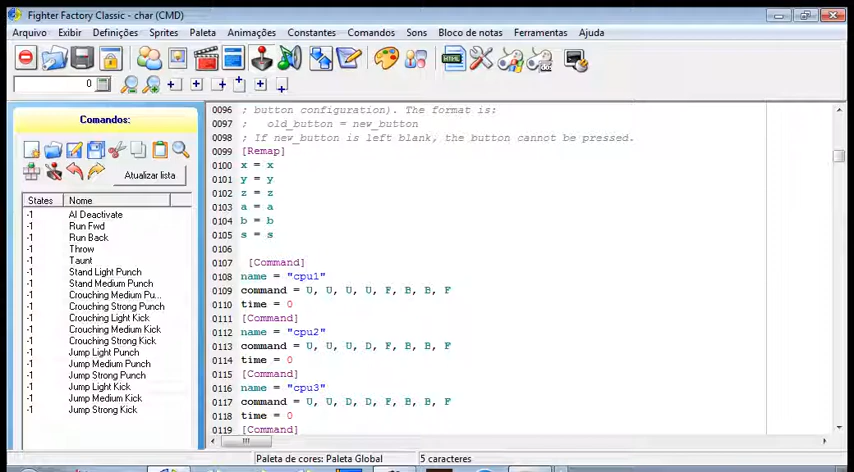 Fighter Factory Classic - char (CMD)
Arquivo Exibir Definições Sprites Paleta Animações Constantes Comandos Sons Bloco de notas Ferramentas Ajuda
0
Comandos:
Atualizar lista
States Nome
-1 AI Deactivate
-1 Run Fwd
-1 Run Back
-1 Throw
-1 Taunt
-1 Stand Light Punch
-1 Stand Medium Punch
-1 Crouching Medium Pu...
-1 Crouching Strong Punch
-1 Crouching Light Kick
-1 Crouching Medium Kick
-1 Crouching Strong Kick
-1 Jump Light Punch
-1 Jump Medium Punch
-1 Jump Strong Punch
-1 Jump Light Kick
-1 Jump Medium Kick
-1 Jump Strong Kick
0096 ; button configuration). The format is:
0097 ; old_button = new_button
0098 ; If new_button is left blank, the button cannot be pressed.
0099 [Remap]
0100 x = x
0101 y = y
0102 z = z
0103 a = a
0104 b = b
0105 s = s
0106
0107 [Command]
0108 name = "cpu1"
0109 command = U, U, U, U, F, B, B, F
0110 time = 0
0111 [Command]
0112 name = "cpu2"
0113 command = U, U, U, D, F, B, B, F
0114 time = 0
0115 [Command]
0116 name = "cpu3"
0117 command = U, U, D, D, F, B, B, F
0118 time = 0
0119 [Command]
Paleta de cores: Paleta Global 5 caracteres